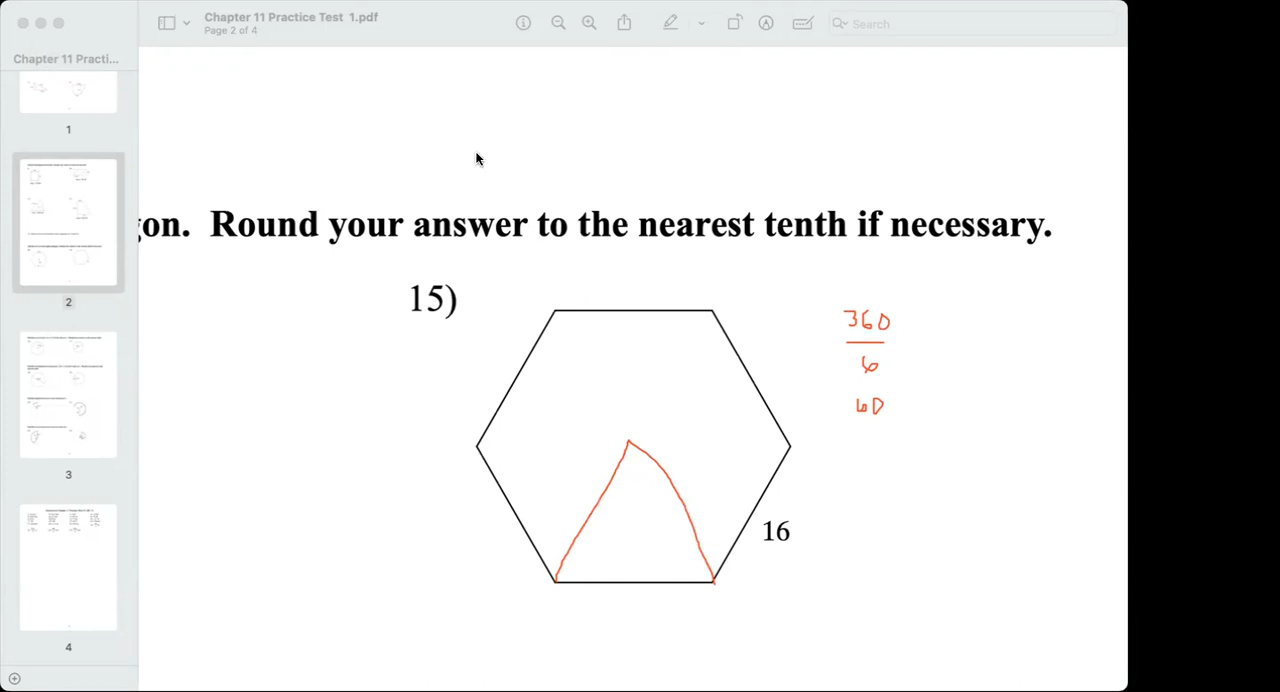 Chapter 11 Practice Test 1.pdf
Page 2 of 4
Search
Chapter 11 Practi...
1
2
3
4
gon. Round your answer to the nearest tenth if necessary.
15)
360
6
60
16